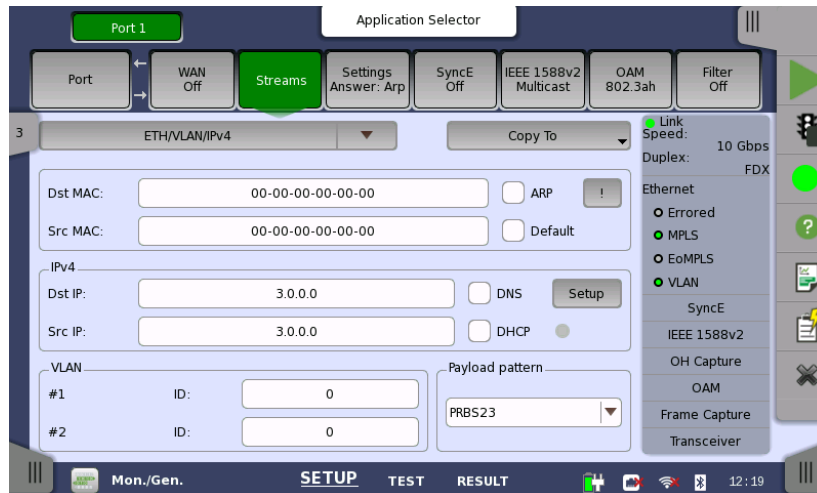 Port 1
Application Selector
Port
WAN
Off
Streams
Settings
Answer: Arp
SyncE
Off
IEEE 1588v2
Multicast
OAM
802.3ah
Filter
Off
3
ETH/VLAN/IPv4
Copy To
Link
Speed:
10 Gbps
Duplex:
FDX
Dst MAC:
00-00-00-00-00-00
ARP
!
Src MAC:
00-00-00-00-00-00
Default
Ethernet
Errored
MPLS
EoMPLS
VLAN
IPv4
Dst IP:
3.0.0.0
DNS
Setup
Src IP:
3.0.0.0
DHCP
SyncE
IEEE 1588v2
OH Capture
OAM
Frame Capture
Transceiver
VLAN
#1 ID: 0
#2 ID: 0
Payload pattern
PRBS23
Mon./Gen.
SETUP
TEST
RESULT
12:19
?